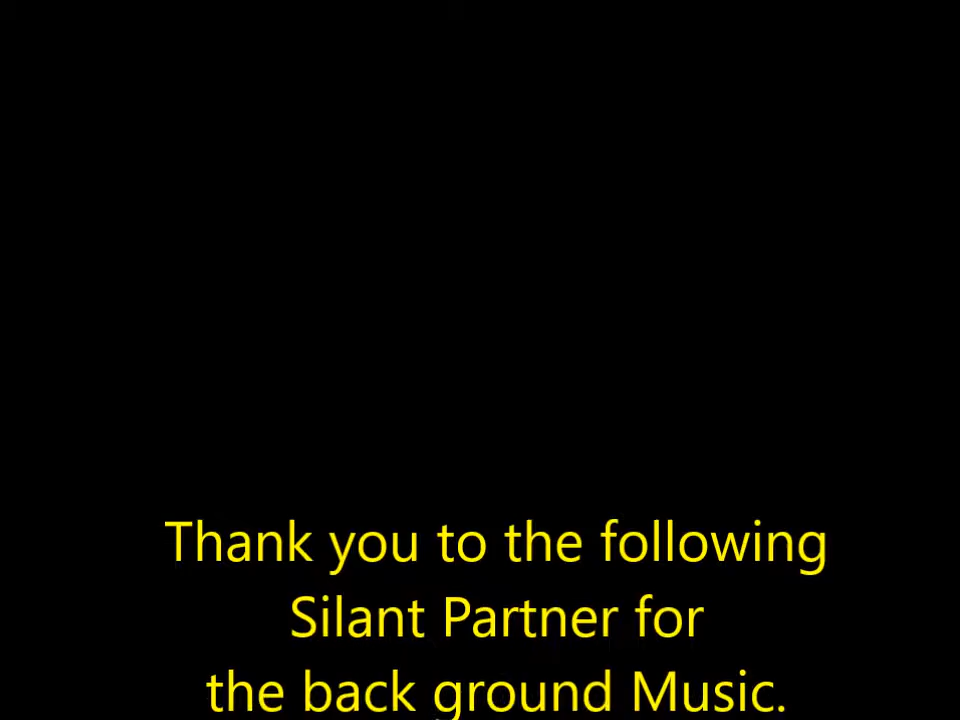 Thank you to the following
Silant Partner for
the back ground Music.